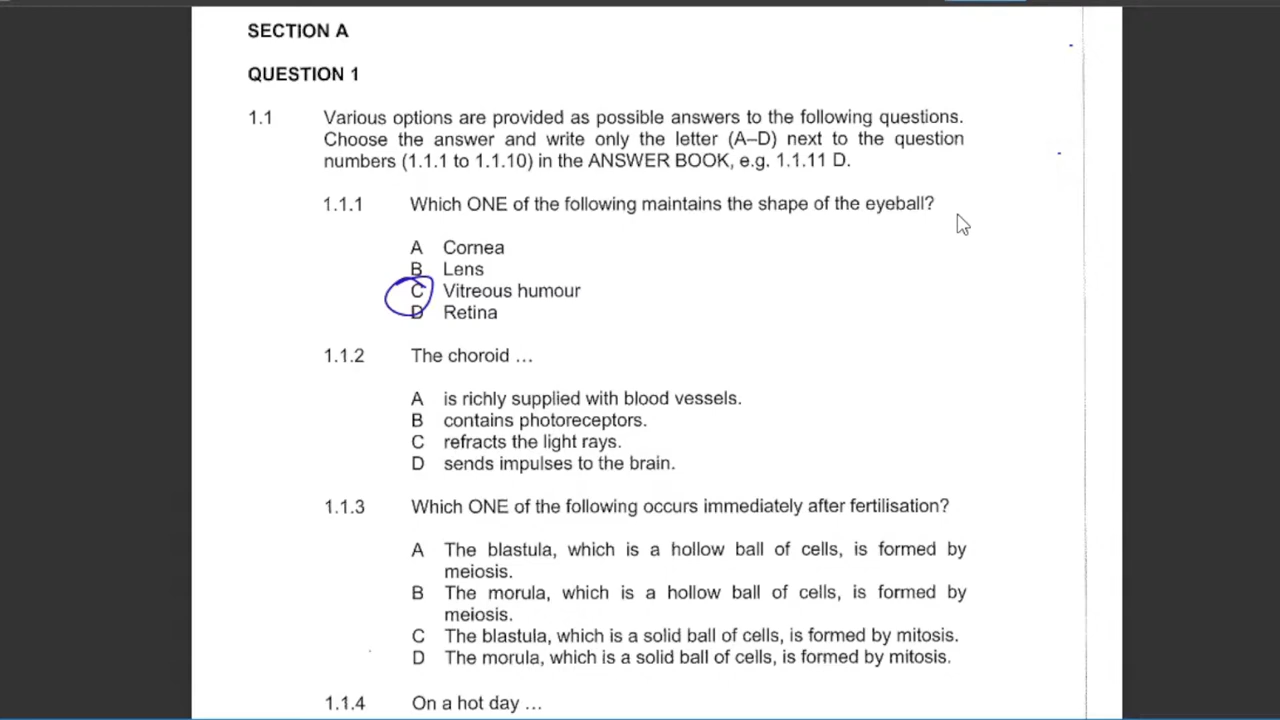 SECTION A
QUESTION 1
1.1 Various options are provided as possible answers to the following questions.
Choose the answer and write only the letter (A–D) next to the question
numbers (1.1.1 to 1.1.10) in the ANSWER BOOK, e.g. 1.1.11 D.
1.1.1 Which ONE of the following maintains the shape of the eyeball?
A Cornea
B Lens
C Vitreous humour
D Retina
1.1.2 The choroid ...
A is richly supplied with blood vessels.
B contains photoreceptors.
C refracts the light rays.
D sends impulses to the brain.
1.1.3 Which ONE of the following occurs immediately after fertilisation?
A The blastula, which is a hollow ball of cells, is formed by
meiosis.
B The morula, which is a hollow ball of cells, is formed by
meiosis.
C The blastula, which is a solid ball of cells, is formed by mitosis.
D The morula, which is a solid ball of cells, is formed by mitosis.
1.1.4 On a hot day ...